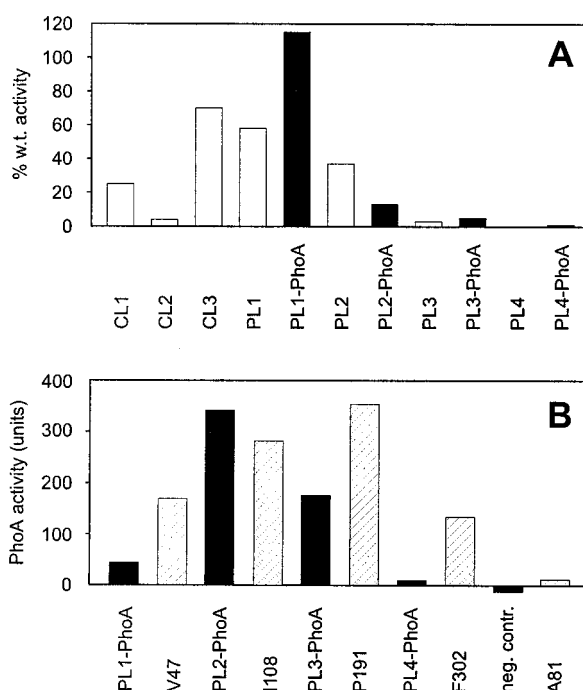 A
% w.t. activity
120
100
80
60
40
20
0
CL1
CL2
CL3
PL1
PL1-PhoA
PL2
PL2-PhoA
PL3
PL3-PhoA
PL4
PL4-PhoA
B
PhoA activity (units)
400
300
200
100
0
PL1-PhoA
V47
PL2-PhoA
I108
PL3-PhoA
P191
PL4-PhoA
F302
neg. contr.
A81